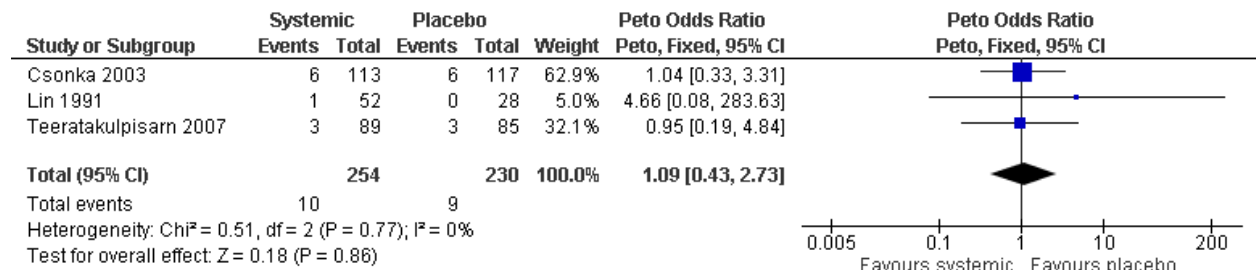 Systemic Placebo Peto Odds Ratio Peto Odds Ratio
Study or Subgroup Events Total Events Total Weight Peto, Fixed, 95% CI Peto, Fixed, 95% CI
Csonka 2003 6 113 6 117 62.9% 1.04 [0.33, 3.31]
Lin 1991 1 52 0 28 5.0% 4.66 [0.08, 283.63]
Teeratakulpisarn 2007 3 89 3 85 32.1% 0.95 [0.19, 4.84]
Total (95% CI) 254 230 100.0% 1.09 [0.43, 2.73]
Total events 10 9
Heterogeneity: Chi² = 0.51, df = 2 (P = 0.77); I² = 0%
Test for overall effect: Z = 0.18 (P = 0.86)
0.005 0.1 1 10 200
Favours systemic Favours placebo